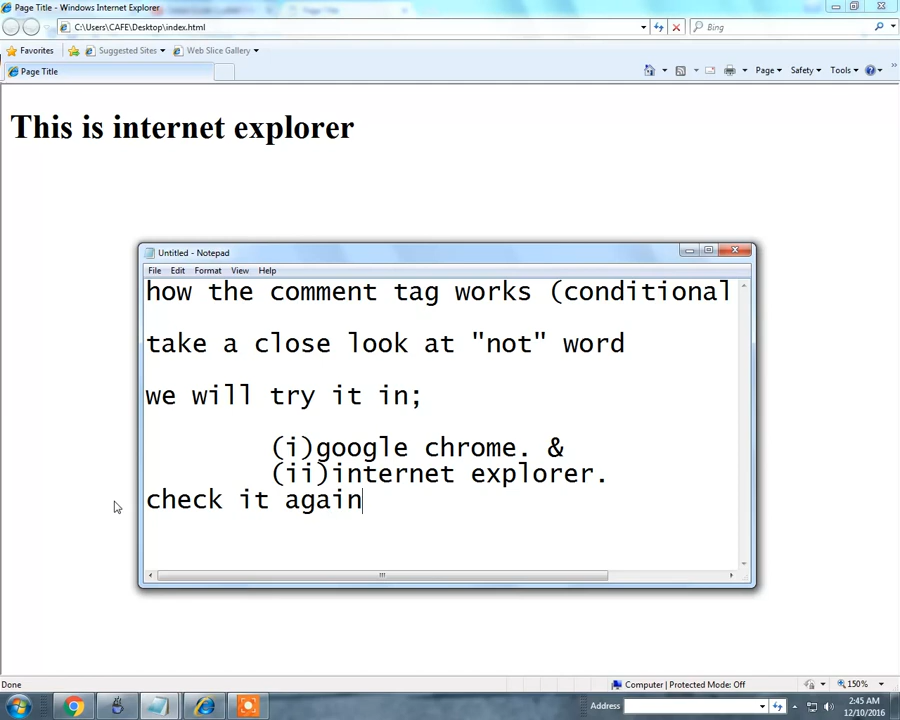 Page Title - Windows Internet Explorer
C:\Users\CAFE\Desktop\index.html
Bing
Favorites
Suggested Sites
Web Slice Gallery
Page Title
Page
Safety
Tools
This is internet explorer
Untitled - Notepad
File Edit Format View Help
how the comment tag works (conditional
take a close look at "not" word
we will try it in;
(i)google chrome. &
(ii)internet explorer.
check it again
Done
Computer | Protected Mode: Off
150%
Address
2:45 AM
12/10/2016